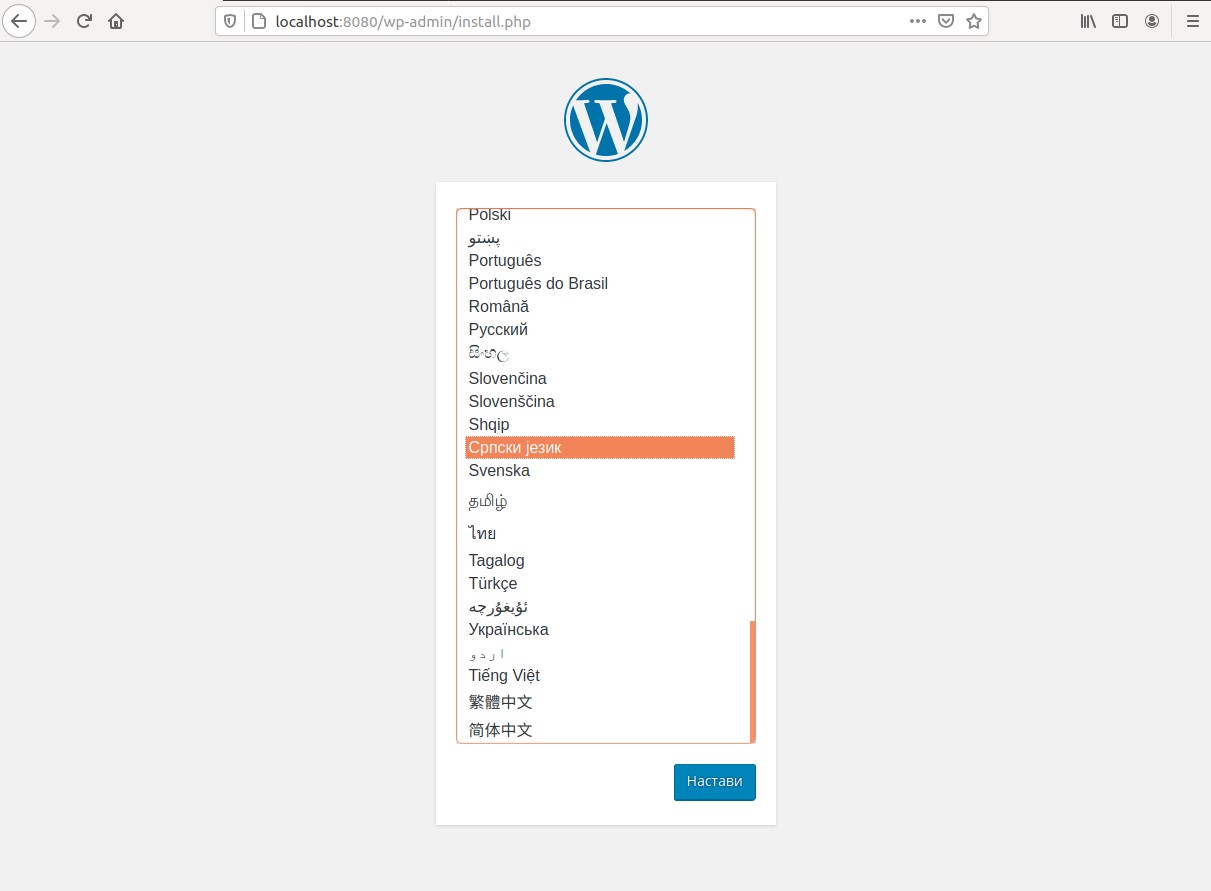 localhost:8080/wp-admin/install.php
Polski
پښتو
Português
Português do Brasil
Română
Русский
සිංහල
Slovenčina
Slovenščina
Shqip
Српски језик
Svenska
தமிழ்
ไทย
Tagalog
Türkçe
ئۇيغۇرچە
Українська
اردو
Tiếng Việt
繁體中文
简体中文
Настави